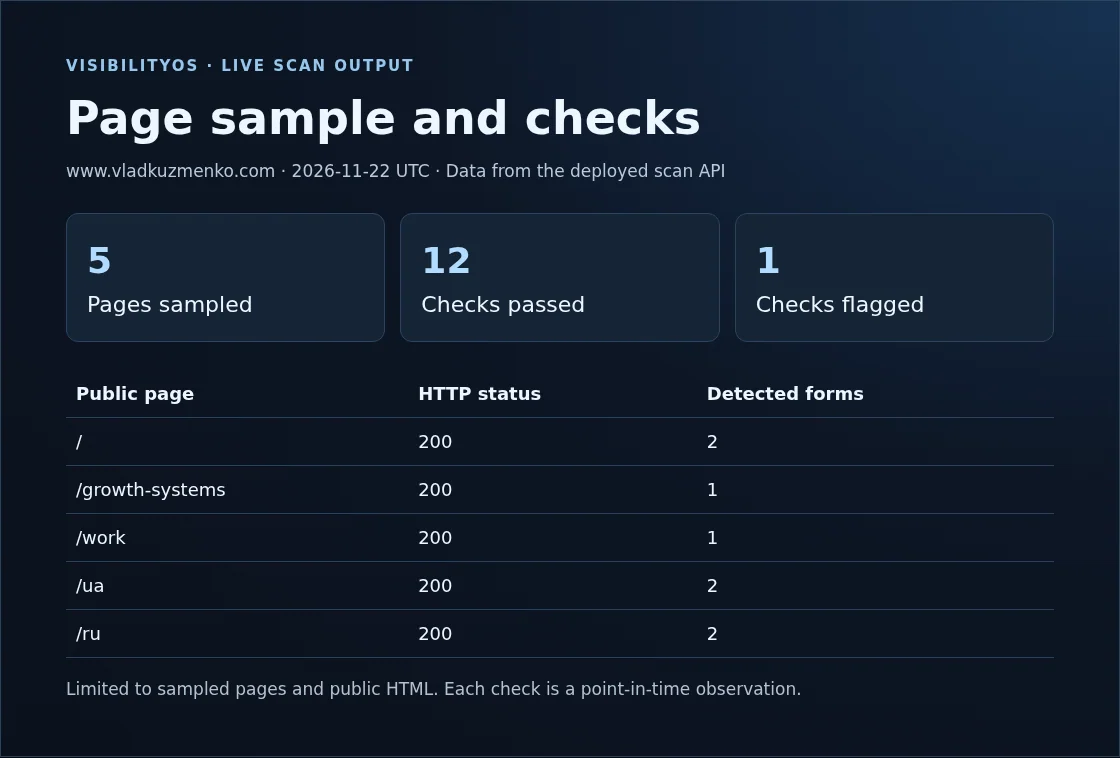 VISIBILITYOS · LIVE SCAN OUTPUT
Page sample and checks
www.vladkuzmenko.com · 2026-11-22 UTC · Data from the deployed scan API
5 12 1
Pages sampled Checks passed Checks flagged
Public page HTTP status Detected forms
/ 200 2
/growth-systems 200 1
/work 200 1
/ua 200 2
/ru 200 2
Limited to sampled pages and public HTML. Each check is a point-in-time observation.